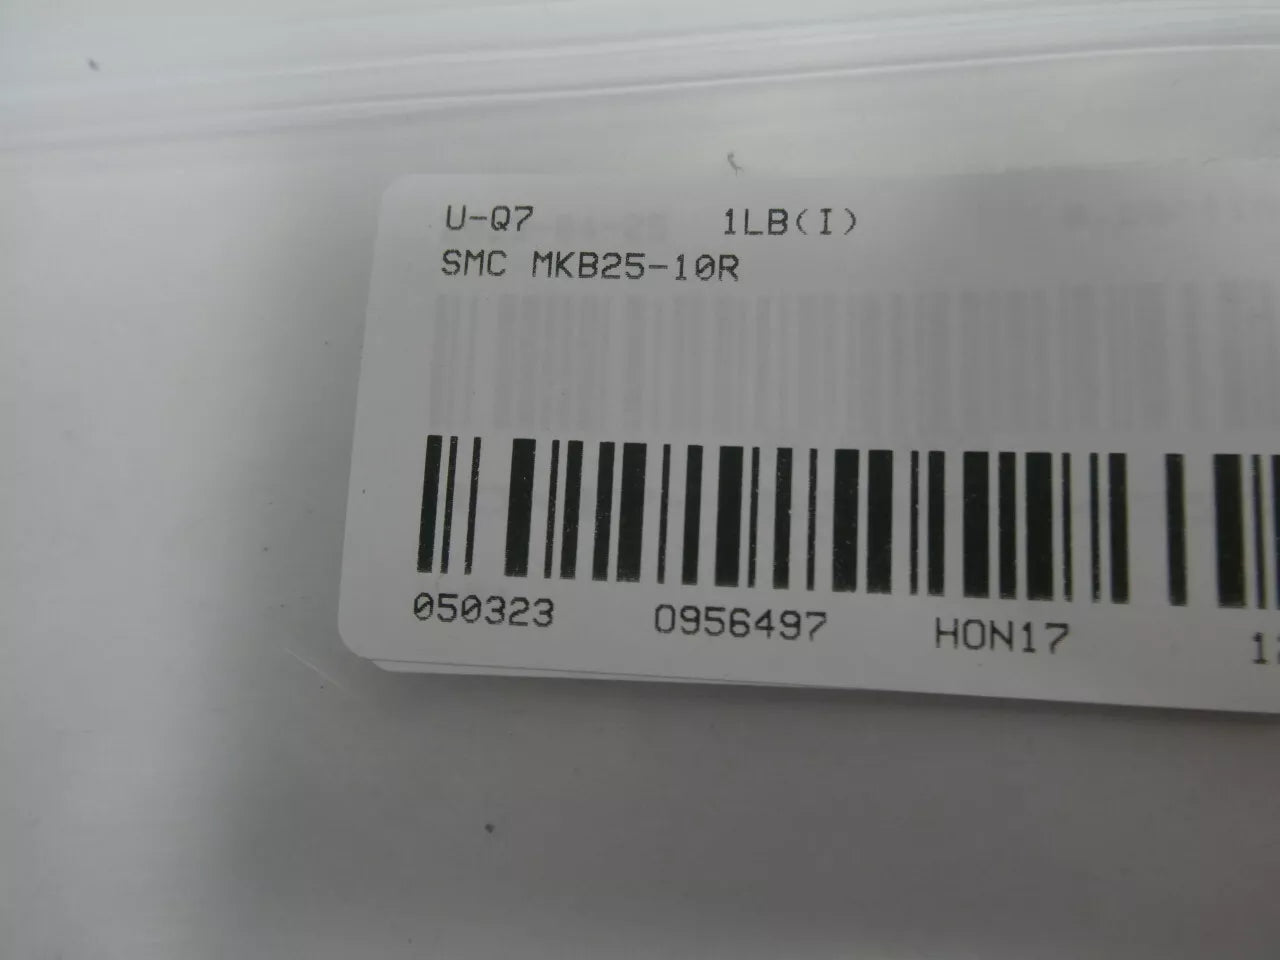 U-Q7 1LB(I)
SMC MKB25-10R
050323 0956497 HON17